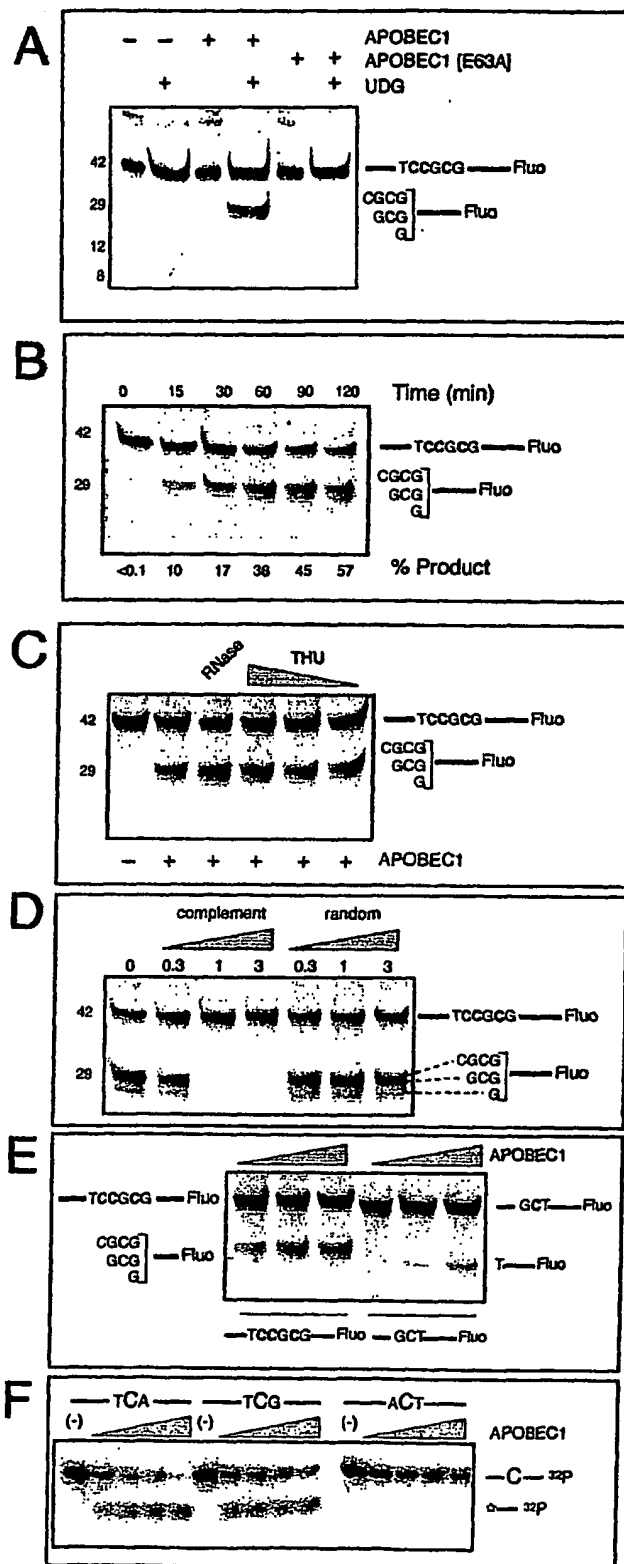 A
– – + + APOBEC1
+ + APOBEC1 [E63A]
+ + + UDG
42 TCCGCG Fluo
29 CGCG
GCG Fluo
G
12
8
B
0 15 30 60 90 120 Time (min)
42 TCCGCG Fluo
29 CGCG
GCG Fluo
G
<0.1 10 17 36 45 57 % Product
C
RNase THU
42 TCCGCG Fluo
29 CGCG
GCG Fluo
G
– + + + + + APOBEC1
D
complement random
0 0.3 1 3 0.3 1 3
42 TCCGCG Fluo
29 CGCG
GCG Fluo
G
E
APOBEC1
TCCGCG Fluo GCT Fluo
CGCG
GCG Fluo T Fluo
G
TCCGCG Fluo GCT Fluo
F
TCA TCG ACT
(-) (-) (-) APOBEC1
C 32P
32P